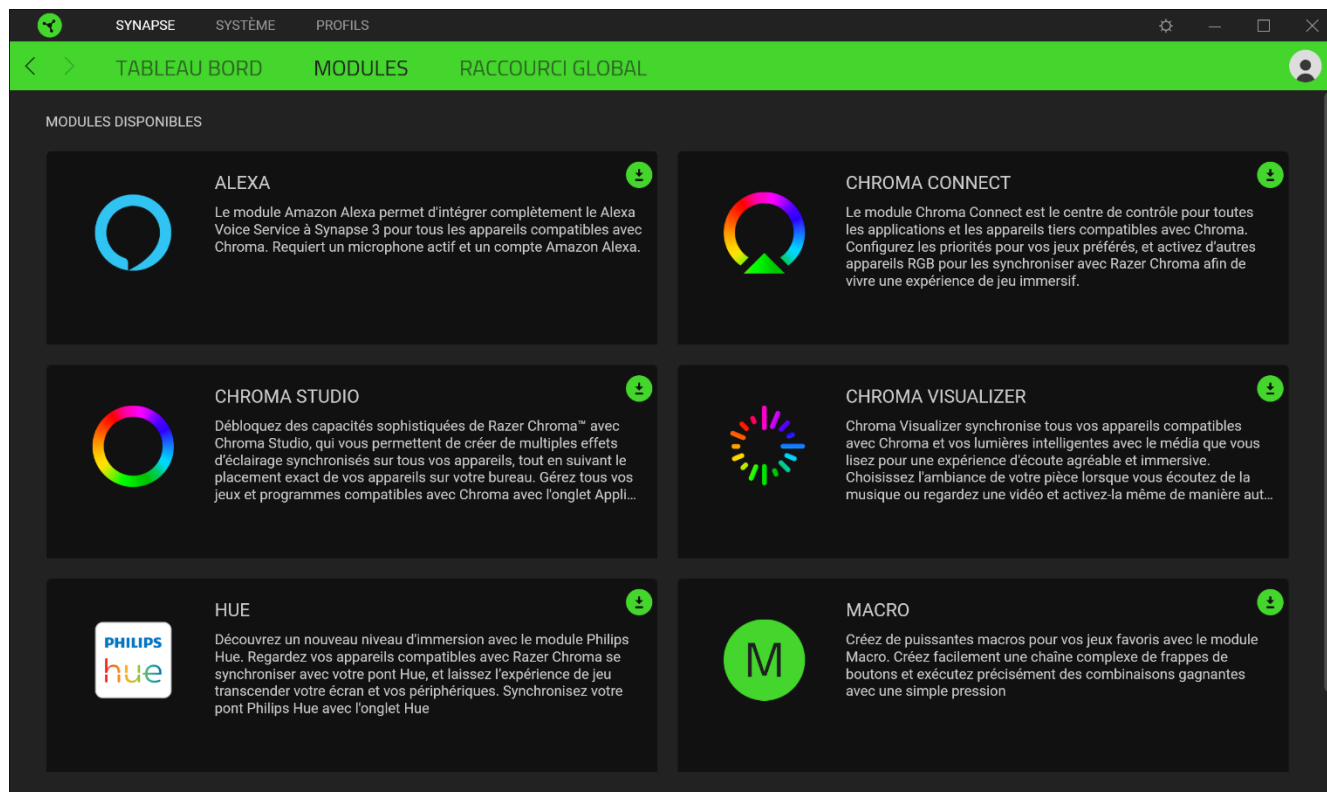 SYNAPSE SYSTÈME PROFILS
TABLEAU BORD MODULES RACCOURCI GLOBAL
MODULES DISPONIBLES
ALEXA
Le module Amazon Alexa permet d'intégrer complètement le Alexa
Voice Service à Synapse 3 pour tous les appareils compatibles avec
Chroma. Requiert un microphone actif et un compte Amazon Alexa.
CHROMA CONNECT
Le module Chroma Connect est le centre de contrôle pour toutes
les applications et les appareils tiers compatibles avec Chroma.
Configurez les priorités pour vos jeux préférés, et activez d'autres
appareils RGB pour les synchroniser avec Razer Chroma afin de
vivre une expérience de jeu immersif.
CHROMA STUDIO
Débloquez des capacités sophistiquées de Razer Chroma™ avec
Chroma Studio, qui vous permettent de créer de multiples effets
d'éclairage synchronisés sur tous vos appareils, tout en suivant le
placement exact de vos appareils sur votre bureau. Gérez tous vos
jeux et programmes compatibles avec Chroma avec l'onglet Appli...
CHROMA VISUALIZER
Chroma Visualizer synchronise tous vos appareils compatibles
avec Chroma et vos lumières intelligentes avec le média que vous
lisez pour une expérience d'écoute agréable et immersive.
Choisissez l'ambiance de votre pièce lorsque vous écoutez de la
musique ou regardez une vidéo et activez-la même de manière aut...
PHILIPS
hue
HUE
Découvrez un nouveau niveau d'immersion avec le module Philips
Hue. Regardez vos appareils compatibles avec Razer Chroma se
synchroniser avec votre pont Hue, et laissez l'expérience de jeu
transcender votre écran et vos périphériques. Synchronisez votre
pont Philips Hue avec l'onglet Hue
M
MACRO
Créez de puissantes macros pour vos jeux favoris avec le module
Macro. Créez facilement une chaîne complexe de frappes de
boutons et exécutez précisément des combinaisons gagnantes
avec une simple pression